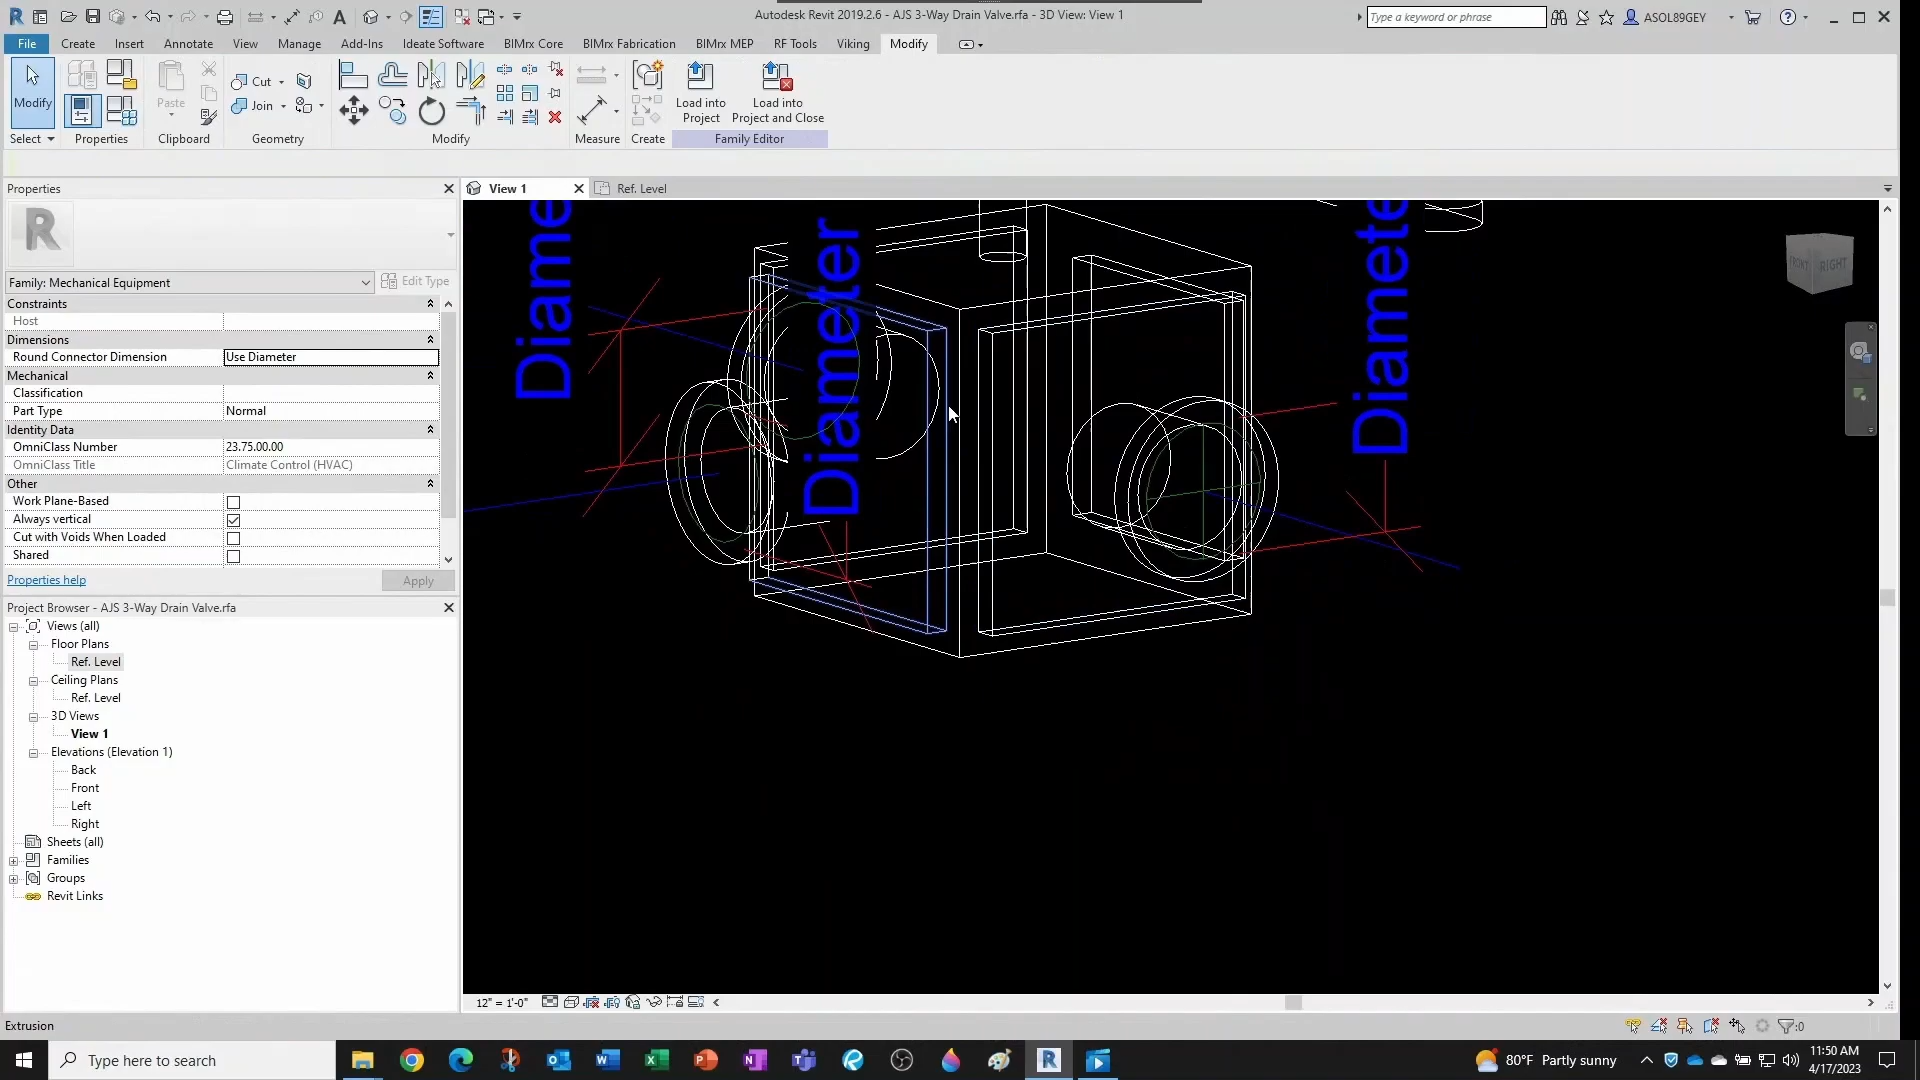 Autodesk Revit 2019.2.6 - AJS 3-Way Drain Valve.rfa - 3D View: View 1
Type a keyword or phrase
ASOL89GEY
File Create Insert Annotate View Manage Add-Ins Ideate Software BIMrx Core BIMrx Fabrication BIMrx MEP RF Tools Viking Modify
Modify
Paste
Cut
Join
Load into Project
Load into Project and Close
Select Properties Clipboard Geometry Modify Measure Create Family Editor
Properties
View 1
Ref. Level
R
Family: Mechanical Equipment
Edit Type
Constraints
Host
Dimensions
Round Connector Dimension Use Diameter
Mechanical
Classification
Part Type Normal
Identity Data
OmniClass Number 23.75.00.00
OmniClass Title Climate Control (HVAC)
Other
Work Plane-Based
Always vertical
Cut with Voids When Loaded
Shared
Properties help
Apply
Project Browser - AJS 3-Way Drain Valve.rfa
Views (all)
Floor Plans
Ref. Level
Ceiling Plans
Ref. Level
3D Views
View 1
Elevations (Elevation 1)
Back
Front
Left
Right
Sheets (all)
Families
Groups
Revit Links
Diame
Diameter
Diame
FRONT
RIGHT
12" = 1'-0"
Extrusion
:0
Type here to search
80°F Partly sunny
11:50 AM
4/17/2023